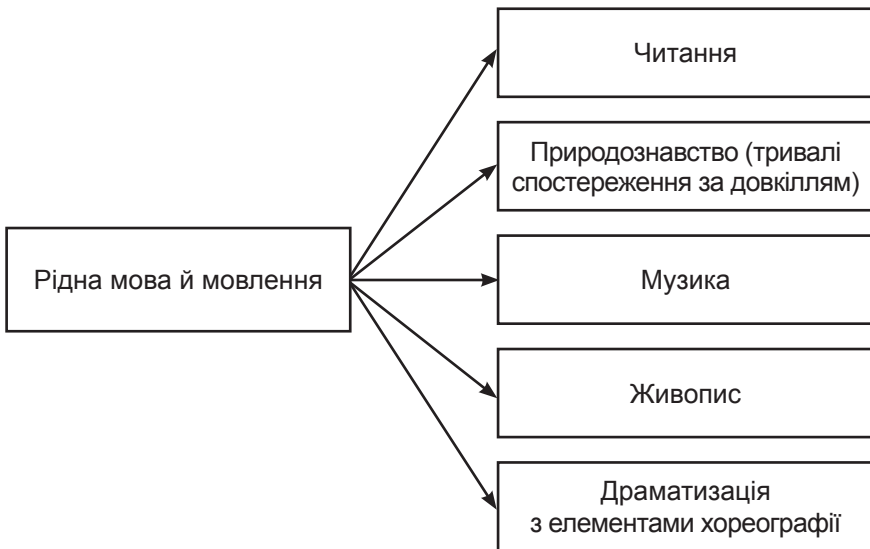 Читання
Природознавство (тривалі
спостереження за довкіллям)
Рідна мова й мовлення
Музика
Живопис
Драматизація
з елементами хореографії